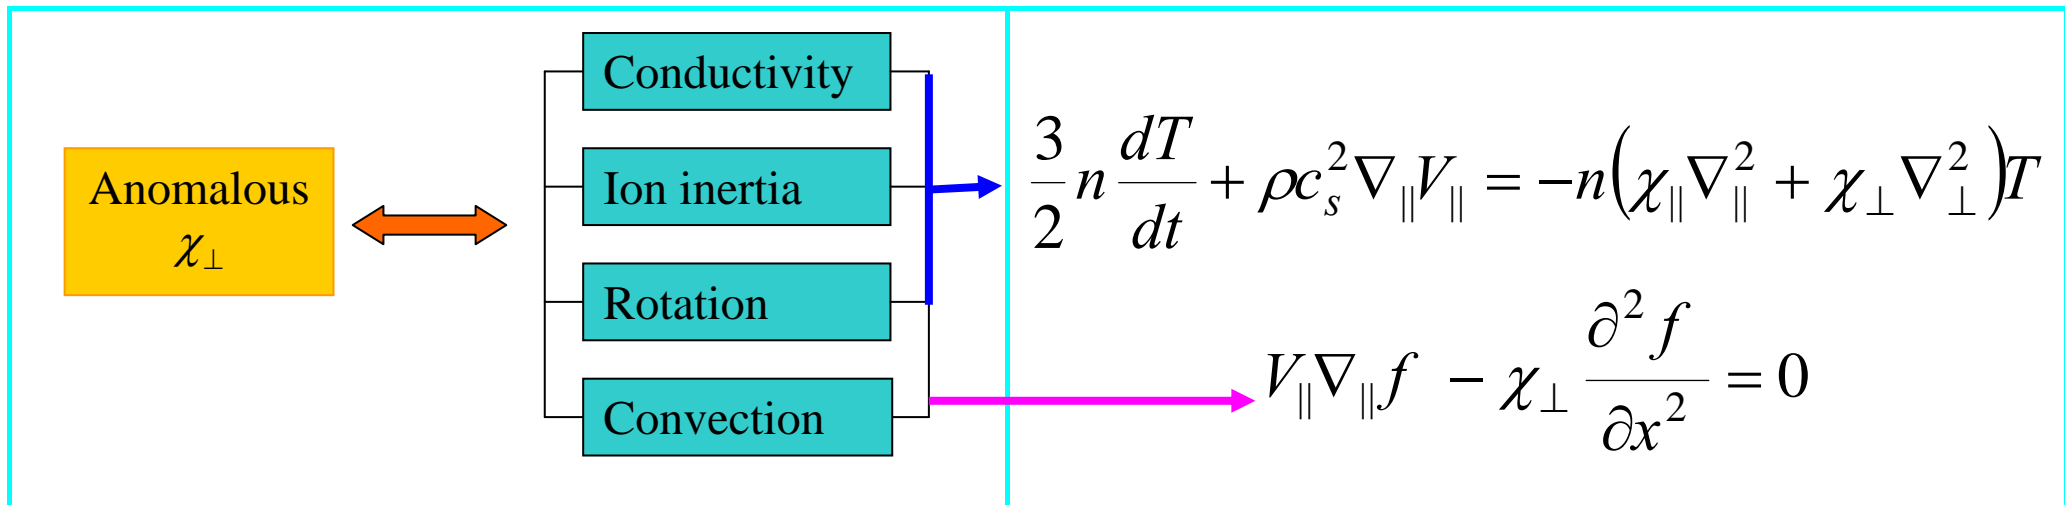 Anomalous
χ⊥
Conductivity
Ion inertia
Rotation
Convection
3/2 n dT/dt + ρc_s^2 ∇_∥ V_∥ = −n(χ_∥ ∇_∥^2 + χ_⊥ ∇_⊥^2)T
V_∥ ∇_∥ f − χ_⊥ ∂^2 f/∂x^2 = 0